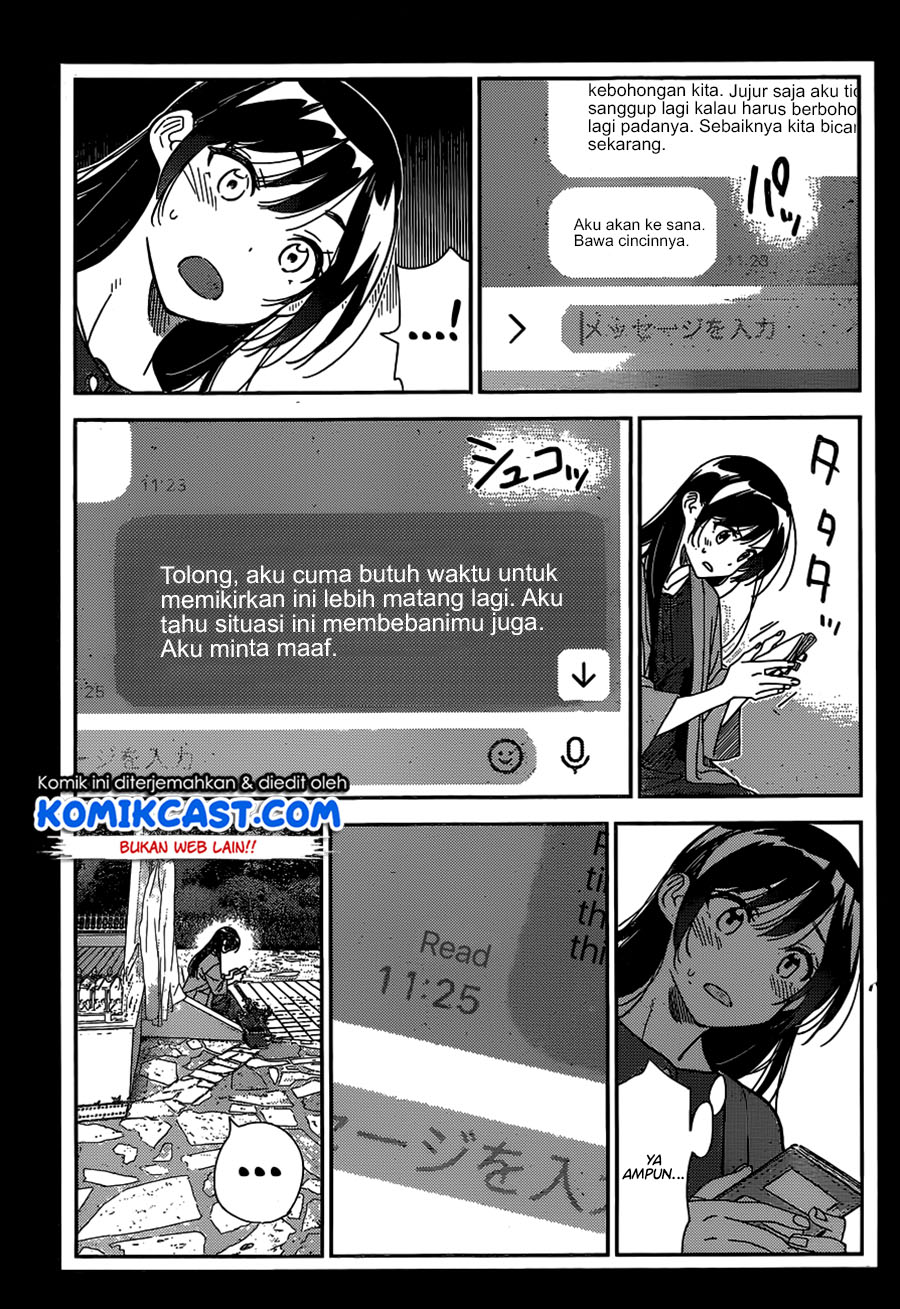 kebohongan kita. Jujur saja aku
sanggup lagi kalau harus
lagi padanya. Sebaiknya kita
sekarang.
パッ
Aku akan ke sana.
Bawa cincinnya.
11:23
メッセージを入力
....!
11:23
シュコッ
Tolong, aku cuma butuh waktu untuk
memikirkan ini lebih matang lagi. Aku
tahu situasi ini membebanimu juga.
Aku minta maaf.
:25
ージを入力
タタタ...
Komik ini diterjemahkan & diedit oleh
KOMIKCAST.COM
BUKAN WEB LAIN!!
...
Read
11:25
セージを入
YA
AMPUN...